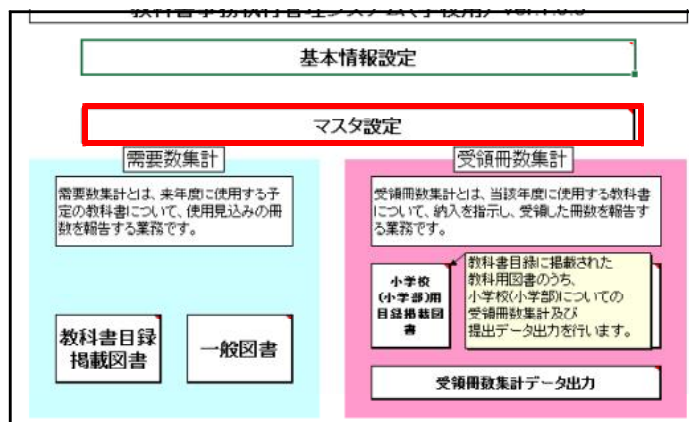 基本情報設定
マスタ設定
需要数集計
需要数集計とは、来年度に使用する予
定の教科書について、使用見込みの冊
数を報告する業務です。
教科書目録
掲載図書
一般図書
受領冊数集計
受領冊数集計とは、当該年度に使用する教科書
について、納入を指示し、受領した冊数を報告す
る業務です。
小学校
(小学部)用
目録掲載図
書
教科書目録に掲載された
教科用図書のうち、
小学校(小学部)についての
受領冊数集計及び
提出データ出力を行います。
受領冊数集計データ出力